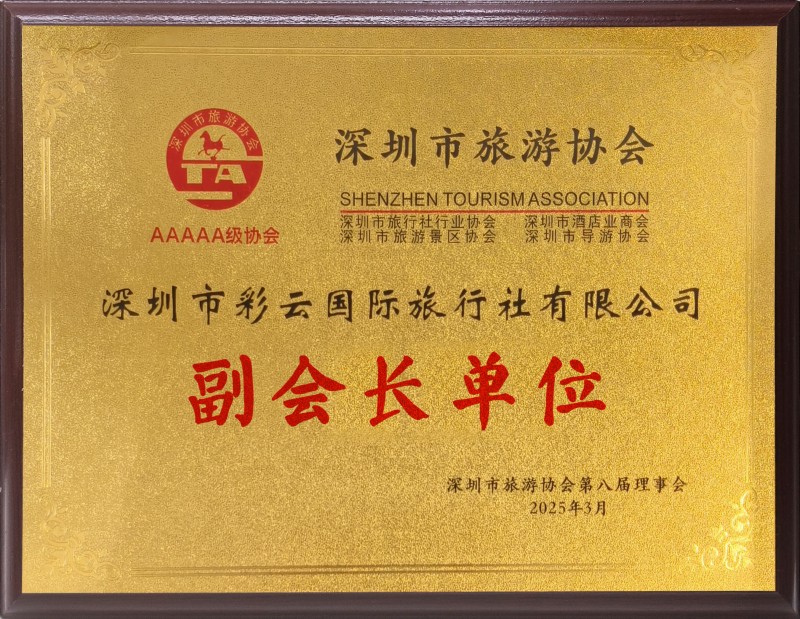 深圳市旅游协会
TA
AAAAA级协会
深圳市旅游协会
SHENZHEN TOURISM ASSOCIATION
深圳市旅行社行业协会 深圳市酒店业商会
深圳市旅游景区协会 深圳市导游协会
深圳市彩云国际旅行社有限公司
副会长单位
深圳市旅游协会第八届理事会
2025年3月